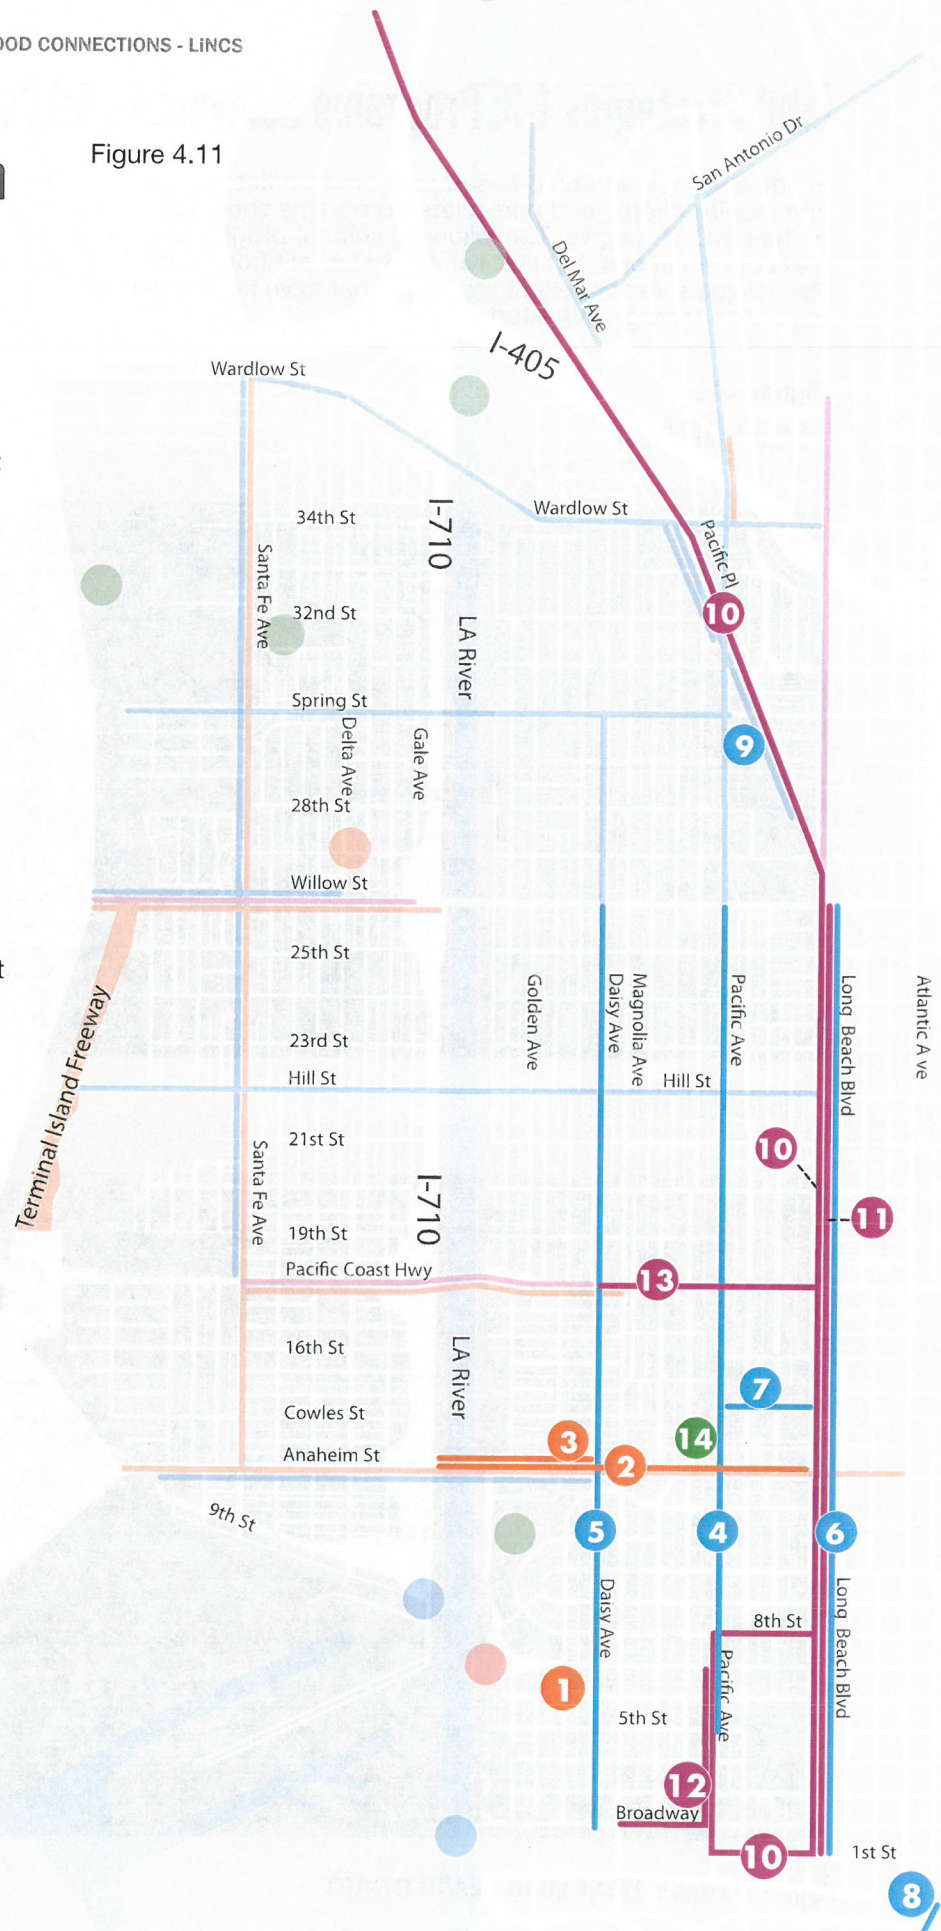 OOD CONNECTIONS - LINCS
Figure 4.11
San Antonio Dr
Del Mar Ave
I-405
Wardlow St
Wardlow St
34th St
I-710
Santa Fe Ave
Pacific Pl
10
32nd St
LA River
Spring St
Delta Ave
Gale Ave
9
28th St
Willow St
25th St
Golden Ave
Daisy Ave
Magnolia Ave
Pacific Ave
Long Beach Blvd
Atlantic A ve
Terminal Island Freeway
23rd St
Hill St
Hill St
21st St
10
Santa Fe Ave
I-710
11
19th St
Pacific Coast Hwy
13
16th St
LA River
7
Cowles St
3
14
Anaheim St
2
9th St
5
4
6
Daisy Ave
8th St
Long Beach Blvd
Pacific Ave
1
5th St
12
Broadway
10
1st St
8